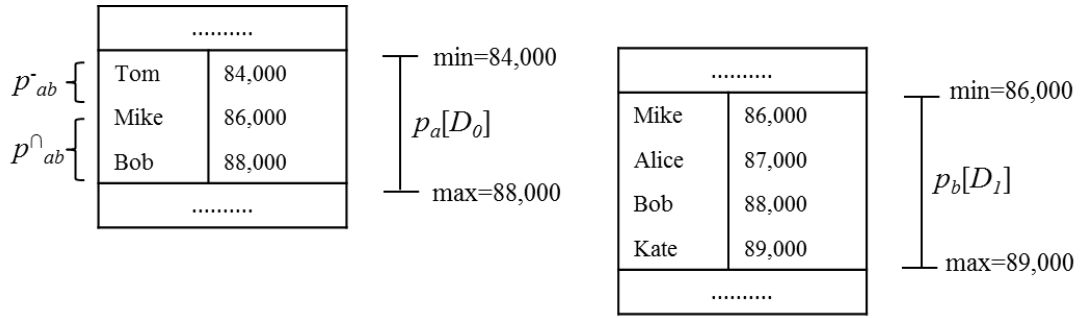 ..........
p⁻ab
Tom 84,000
Mike 86,000
p∩ab
Bob 88,000
..........
min=84,000
pₐ[D₀]
max=88,000
..........
Mike 86,000
Alice 87,000
Bob 88,000
Kate 89,000
..........
min=86,000
p_b[D₁]
max=89,000